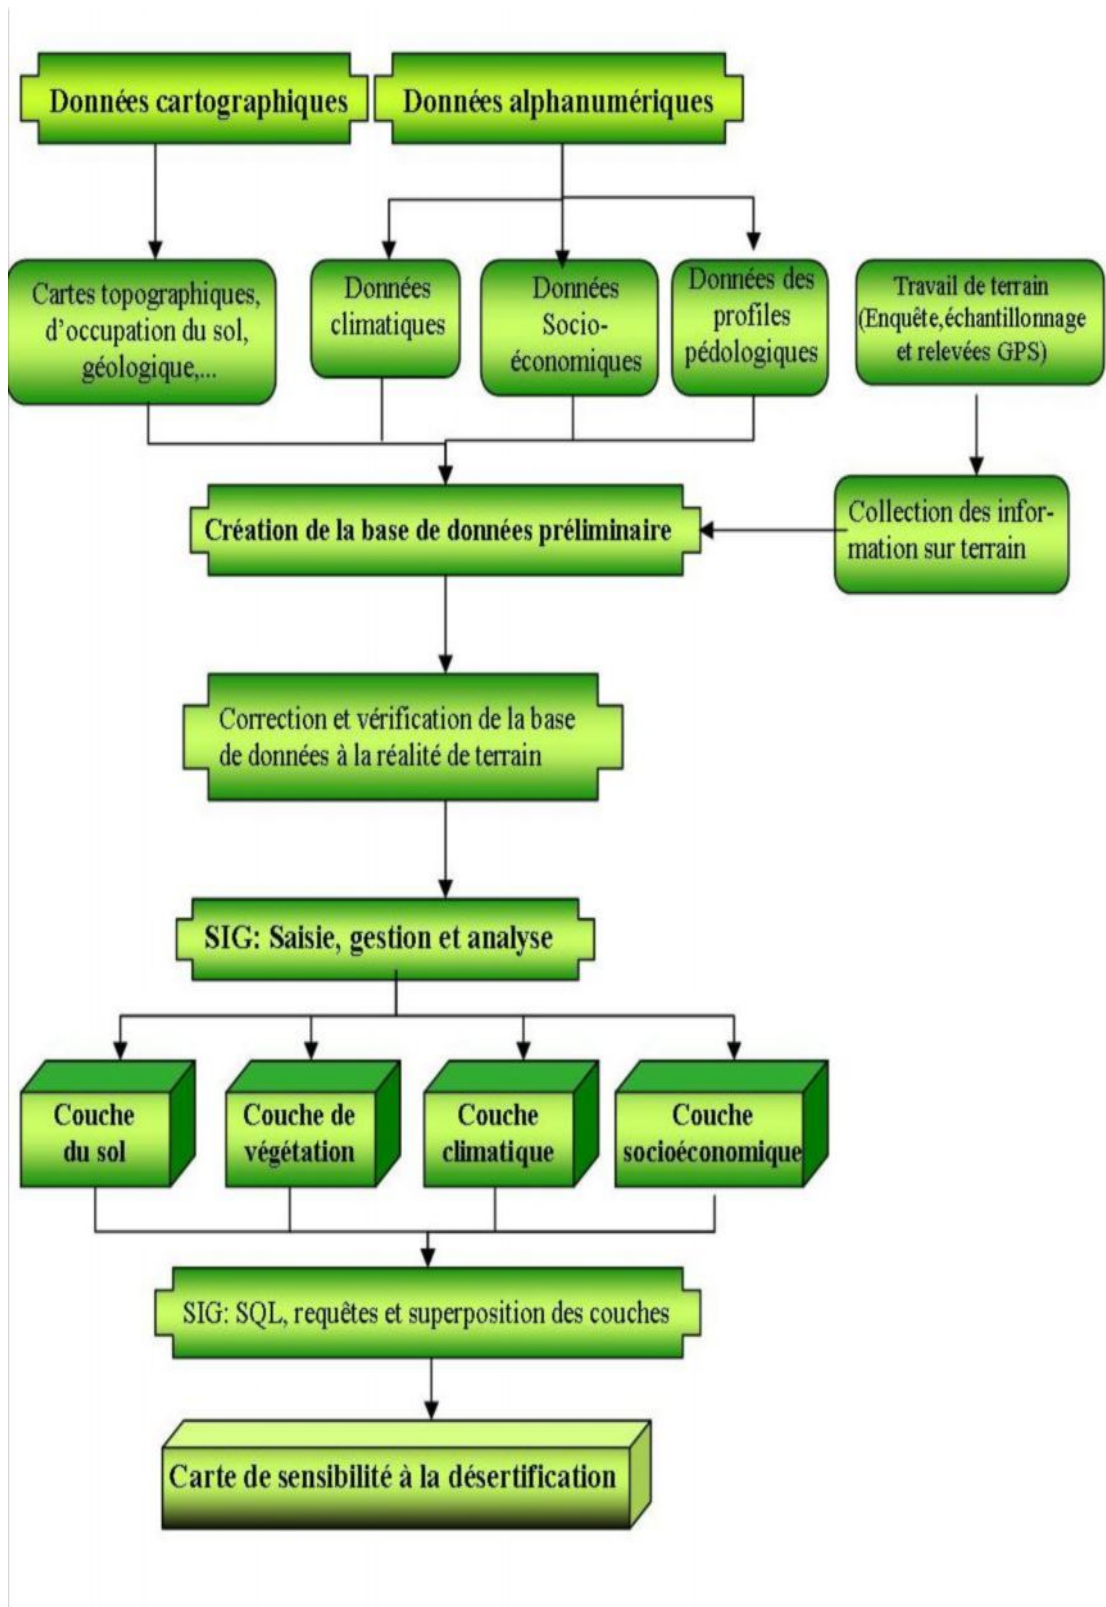 Données cartographiques
Données alphanumériques
Cartes topographiques,
d'occupation du sol,
géologique,...
Données
climatiques
Données
Socio-
économiques
Données des
profiles
pédologiques
Travail de terrain
(Enquête,échantillonnage
et relevées GPS)
Création de la base de données préliminaire
Collection des infor-
mation sur terrain
Correction et vérification de la base
de données à la réalité de terrain
SIG: Saisie, gestion et analyse
Couche
du sol
Couche de
végétation
Couche
climatique
Couche
socioéconomique
SIG: SQL, requêtes et superposition des couches
Carte de sensibilité à la désertification